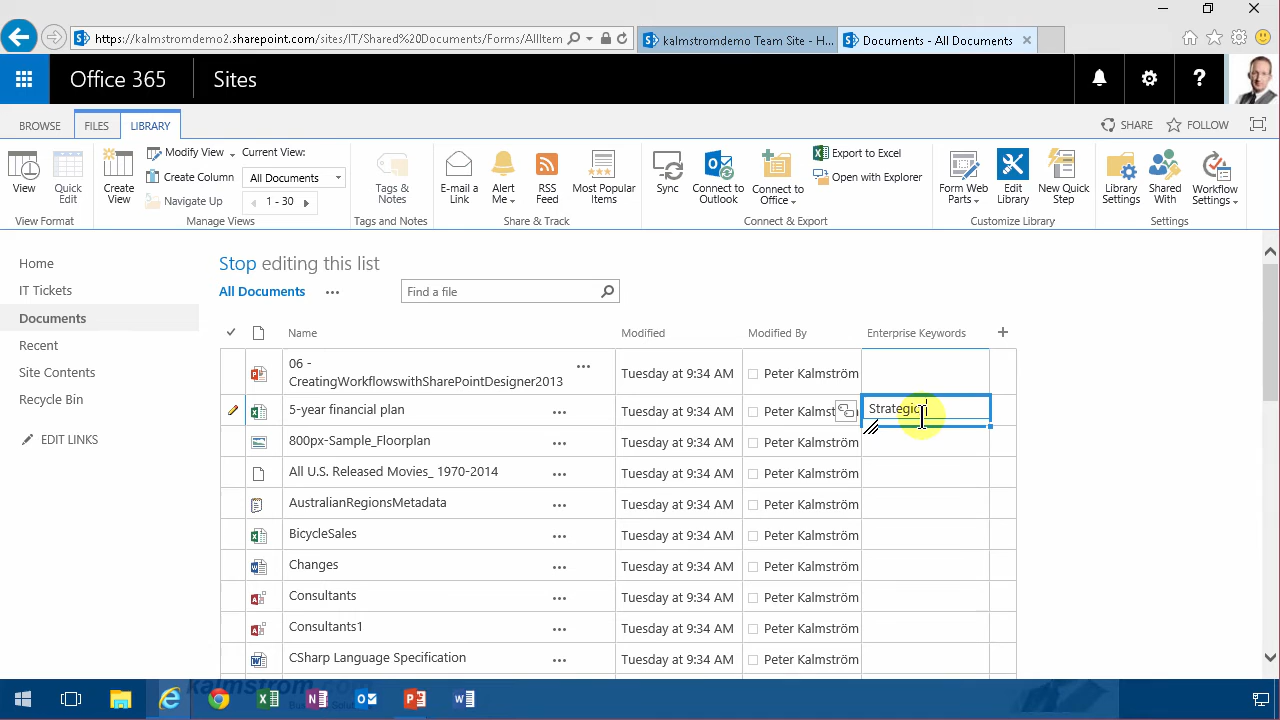 https://kalmstromdemo2.sharepoint.com/sites/IT/Shared%20Documents/Forms/AllItem
kalmstromdemo Team Site - H...
Documents - All Documents
Office 365
Sites
?
BROWSE
FILES
LIBRARY
SHARE
FOLLOW
View
Quick Edit
View Format
Create View
Modify View
Create Column
Navigate Up
Current View:
All Documents
1 - 30
Manage Views
Tags & Notes
Tags and Notes
E-mail a Link
Alert Me
RSS Feed
Most Popular Items
Share & Track
Sync
Connect to Outlook
Connect to Office
Export to Excel
Open with Explorer
Connect & Export
Form Web Parts
Edit Library
New Quick Step
Customize Library
Library Settings
Shared With
Workflow Settings
Settings
Home
IT Tickets
Documents
Recent
Site Contents
Recycle Bin
EDIT LINKS
Stop editing this list
All Documents ...
Find a file
Name Modified Modified By Enterprise Keywords +
06 - CreatingWorkflowswithSharePointDesigner2013 ... Tuesday at 9:34 AM Peter Kalmström
5-year financial plan ... Tuesday at 9:34 AM Peter Kalmst Strategic
800px-Sample_Floorplan ... Tuesday at 9:34 AM Peter Kalmström
All U.S. Released Movies_ 1970-2014 ... Tuesday at 9:34 AM Peter Kalmström
AustralianRegionsMetadata ... Tuesday at 9:34 AM Peter Kalmström
BicycleSales ... Tuesday at 9:34 AM Peter Kalmström
Changes ... Tuesday at 9:34 AM Peter Kalmström
Consultants ... Tuesday at 9:34 AM Peter Kalmström
Consultants1 ... Tuesday at 9:34 AM Peter Kalmström
CSharp Language Specification ... Tuesday at 9:34 AM Peter Kalmström
kalmstrom.com